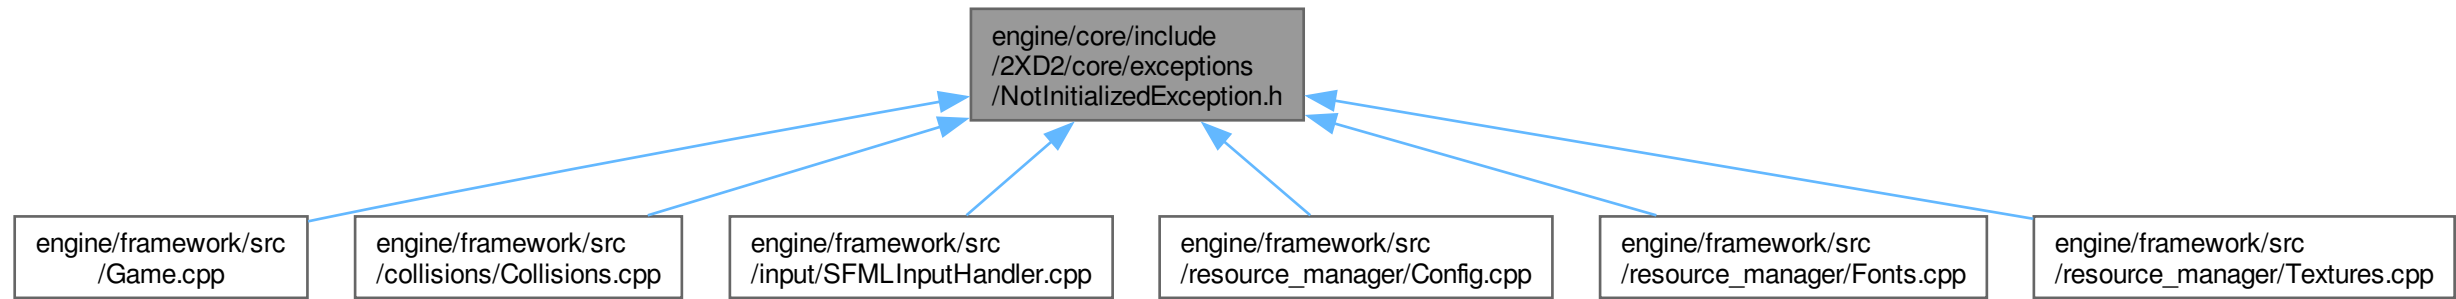 engine/core/include
/2XD2/core/exceptions
/NotInitializedException.h
engine/framework/src
/Game.cpp
engine/framework/src
/collisions/Collisions.cpp
engine/framework/src
/input/SFMLInputHandler.cpp
engine/framework/src
/resource_manager/Config.cpp
engine/framework/src
/resource_manager/Fonts.cpp
engine/framework/src
/resource_manager/Textures.cpp